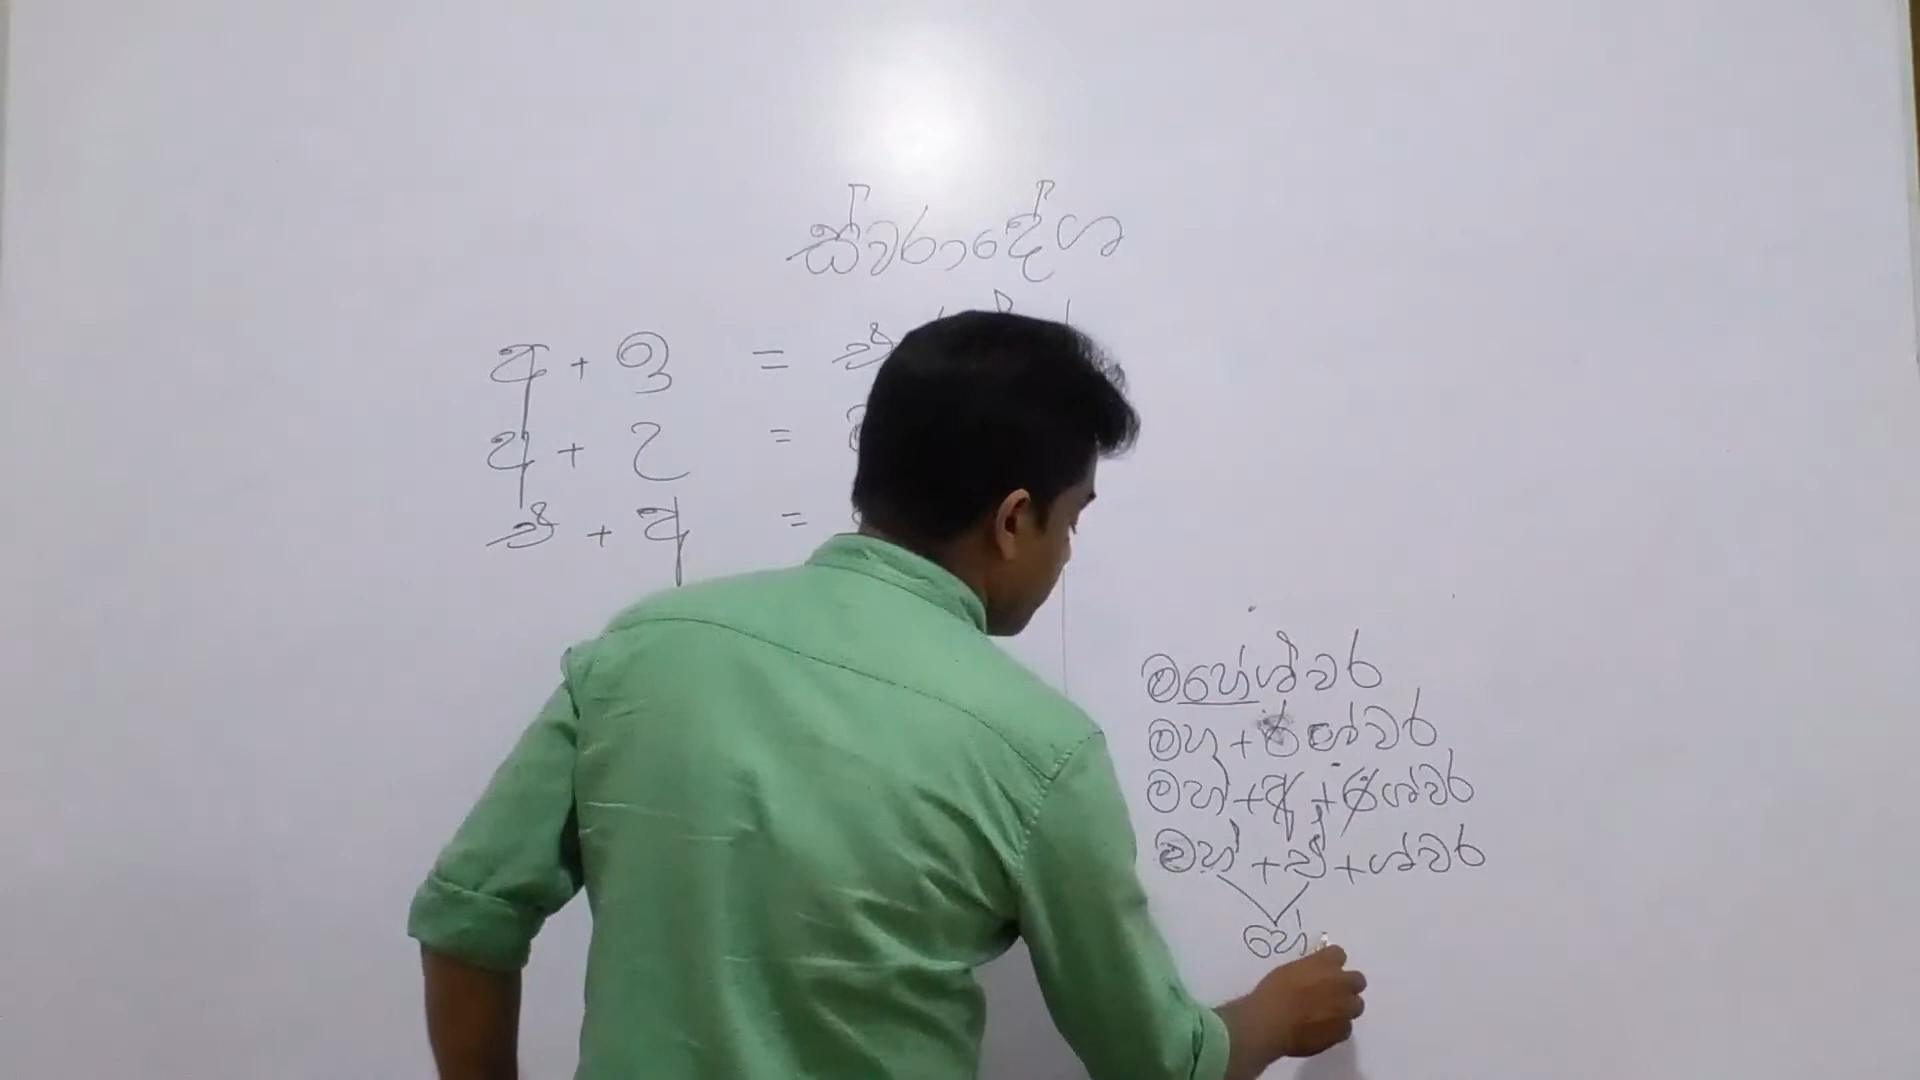 ස්වරාදේශ
අ + ඉ =
අ + උ =
ඒ + අ =
මහේශ්වර
මහා + ඊශ්වර
මහ් + අ + ඊශ්වර
මහ් + ඒ + ශ්වර
හේ